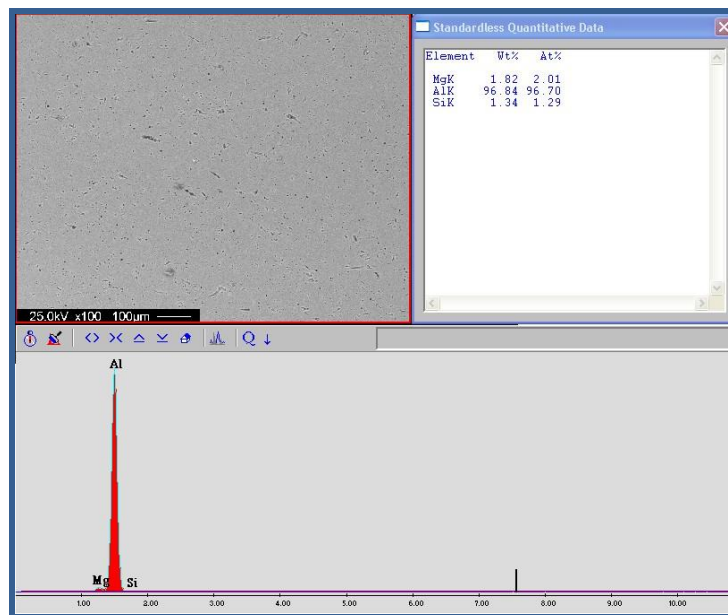 Standardless Quantitative Data
Element Wt% At%
MgK 1.82 2.01
AlK 96.84 96.70
SiK 1.34 1.29
25.0kV x100 100µm
Q
Al
Mg Si
1.00 2.00 3.00 4.00 5.00 6.00 7.00 8.00 9.00 10.00